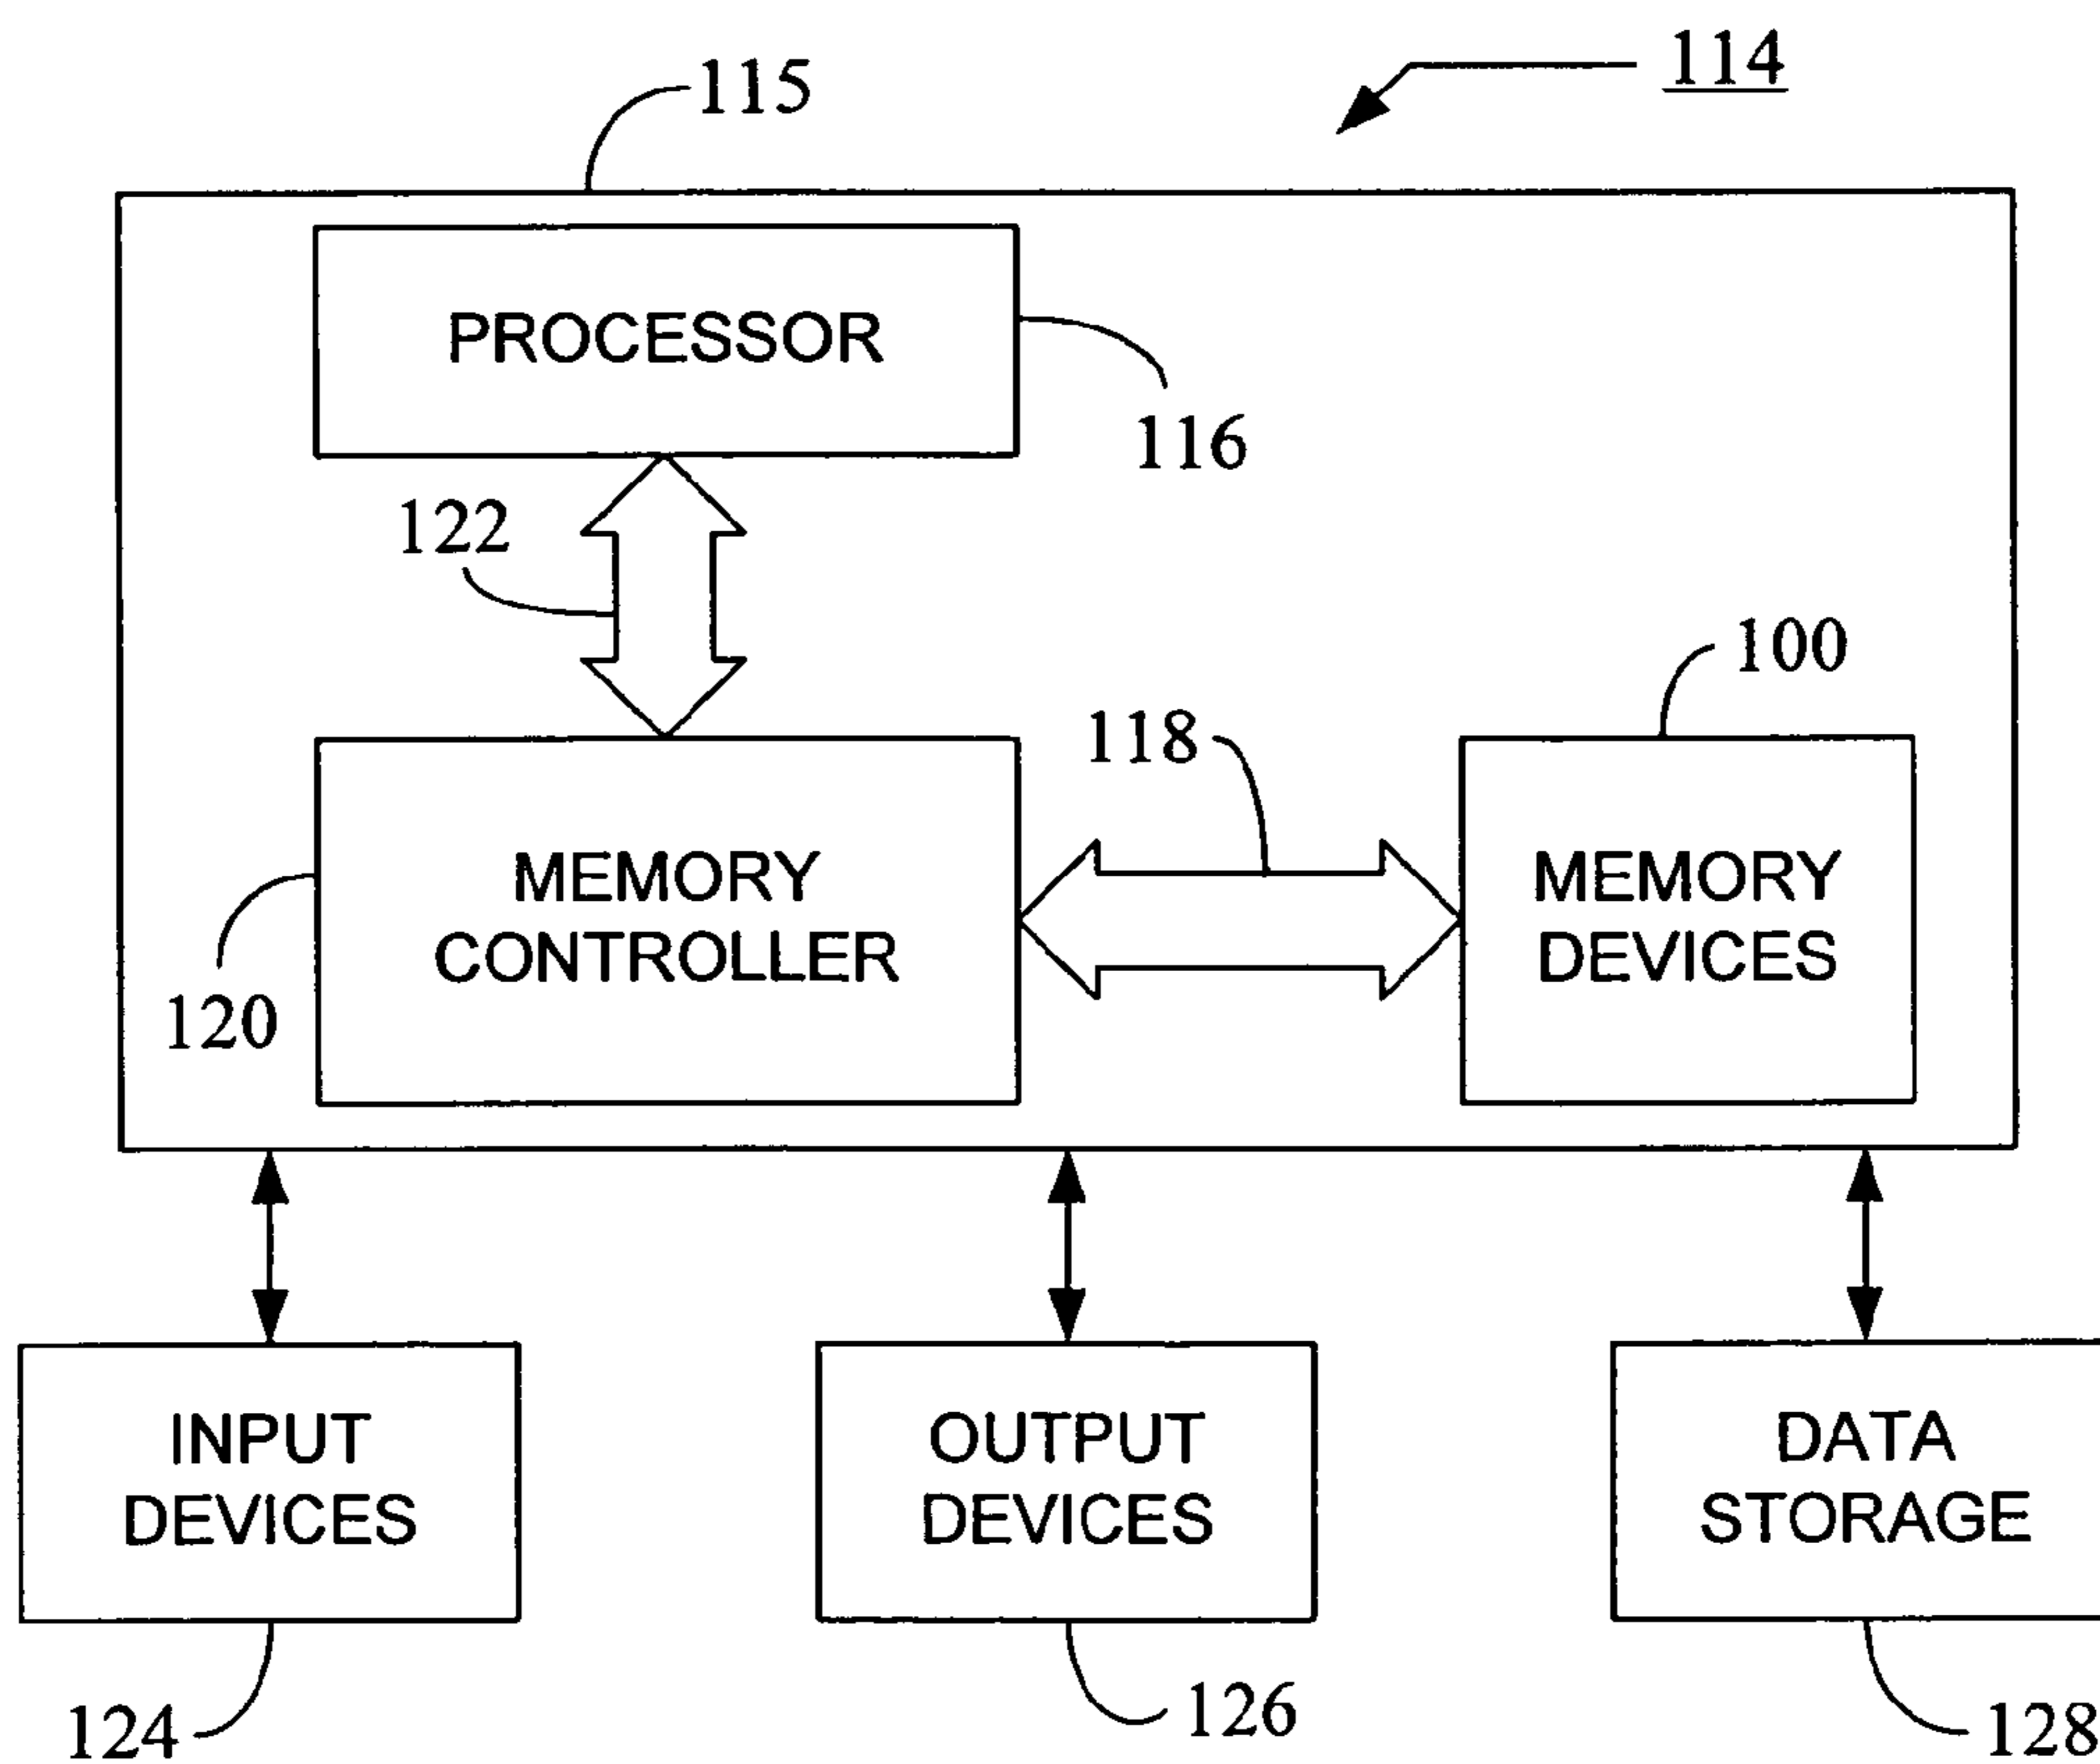 114
115
PROCESSOR
116
122
100
118
MEMORY
CONTROLLER
MEMORY
DEVICES
120
INPUT
DEVICES
OUTPUT
DEVICES
DATA
STORAGE
124
126
128